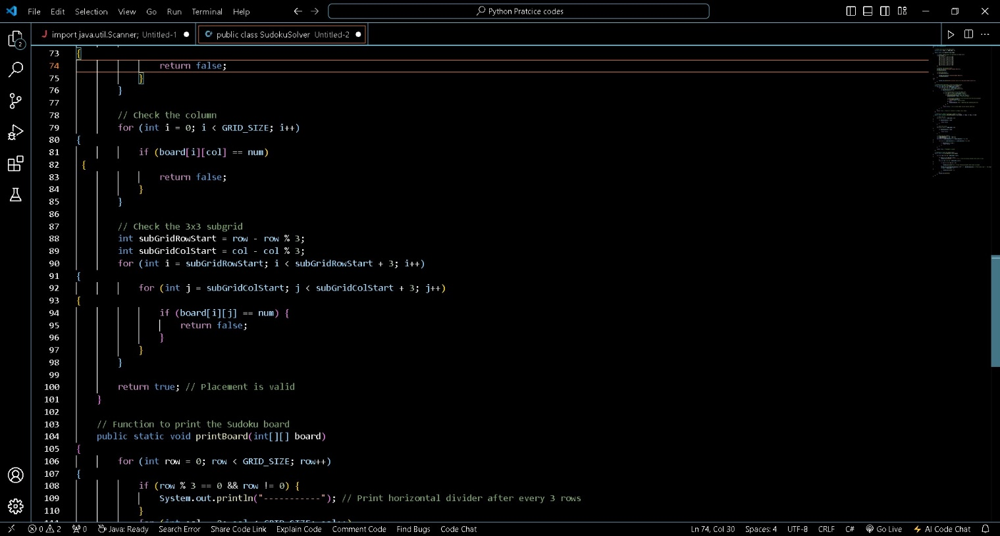 File Edit Selection View Go Run Terminal Help
Python Pratcice codes
import java.util.Scanner; Untitled-1
public class SudokuSolver Untitled-2
2
73 {
74 return false;
75 }
76 }
77
78 // Check the column
79 for (int i = 0; i < GRID_SIZE; i++)
80 {
81 if (board[i][col] == num)
82 {
83 return false;
84 }
85 }
86
87 // Check the 3x3 subgrid
88 int subGridRowStart = row - row % 3;
89 int subGridColStart = col - col % 3;
90 for (int i = subGridRowStart; i < subGridRowStart + 3; i++)
91 {
92 for (int j = subGridColStart; j < subGridColStart + 3; j++)
93 {
94 if (board[i][j] == num) {
95 return false;
96 }
97 }
98 }
99
100 return true; // Placement is valid
101 }
102
103 // Function to print the Sudoku board
104 public static void printBoard(int[][] board)
105 {
106 for (int row = 0; row < GRID_SIZE; row++)
107 {
108 if (row % 3 == 0 && row != 0) {
109 System.out.println("-----------"); // Print horizontal divider after every 3 rows
110 }
0 2 0 Java: Ready Search Error Share Code Link Explain Code Comment Code Find Bugs Code Chat Ln 74, Col 30 Spaces: 4 UTF-8 CRLF C# Go Live AI Code Chat